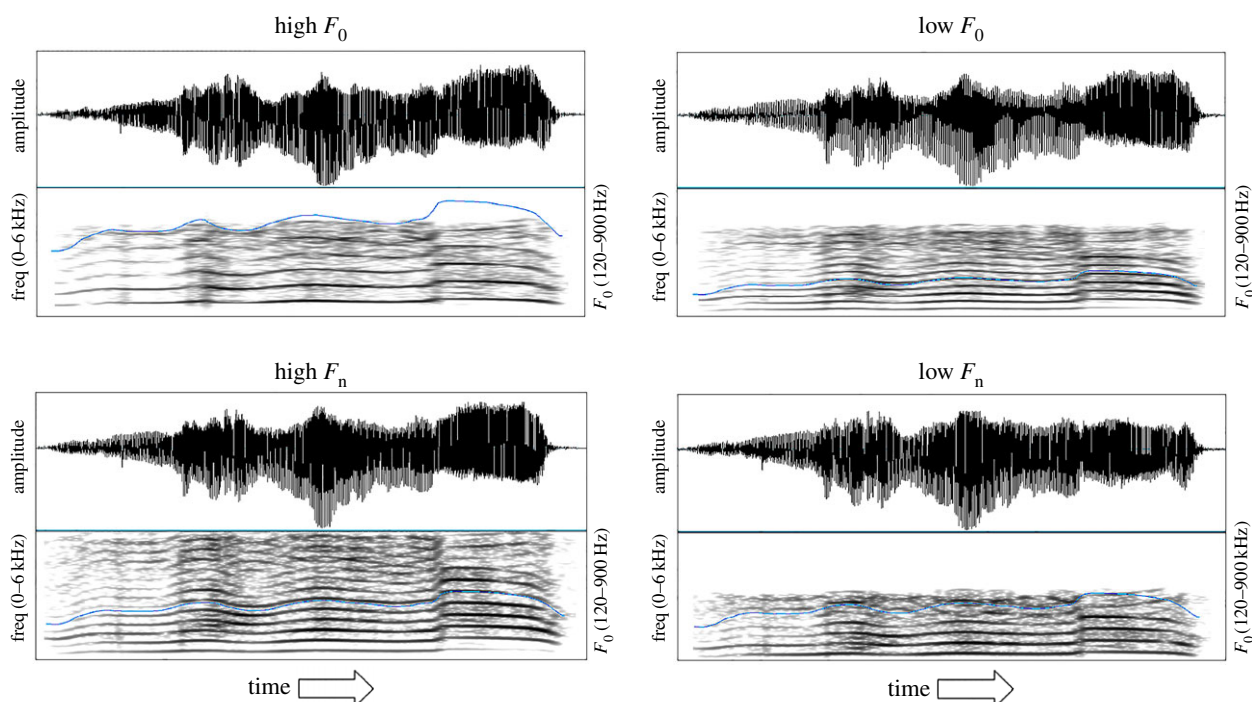 high F0
low F0
amplitude
freq (0–6 kHz)
F0 (120–900 Hz)
amplitude
freq (0–6 kHz)
F0 (120–900 Hz)
high Fn
low Fn
amplitude
freq (0–6 kHz)
F0 (120–900 Hz)
amplitude
freq (0–6 kHz)
F0 (120–900 kHz)
time
time